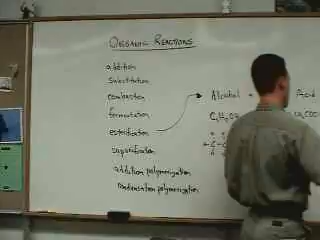 ORGANIC REACTIONS
addition
substitution
combustion
fermentation
esterification
saponification
addition polymerization
condensation polymerization
Alcohol + Acid